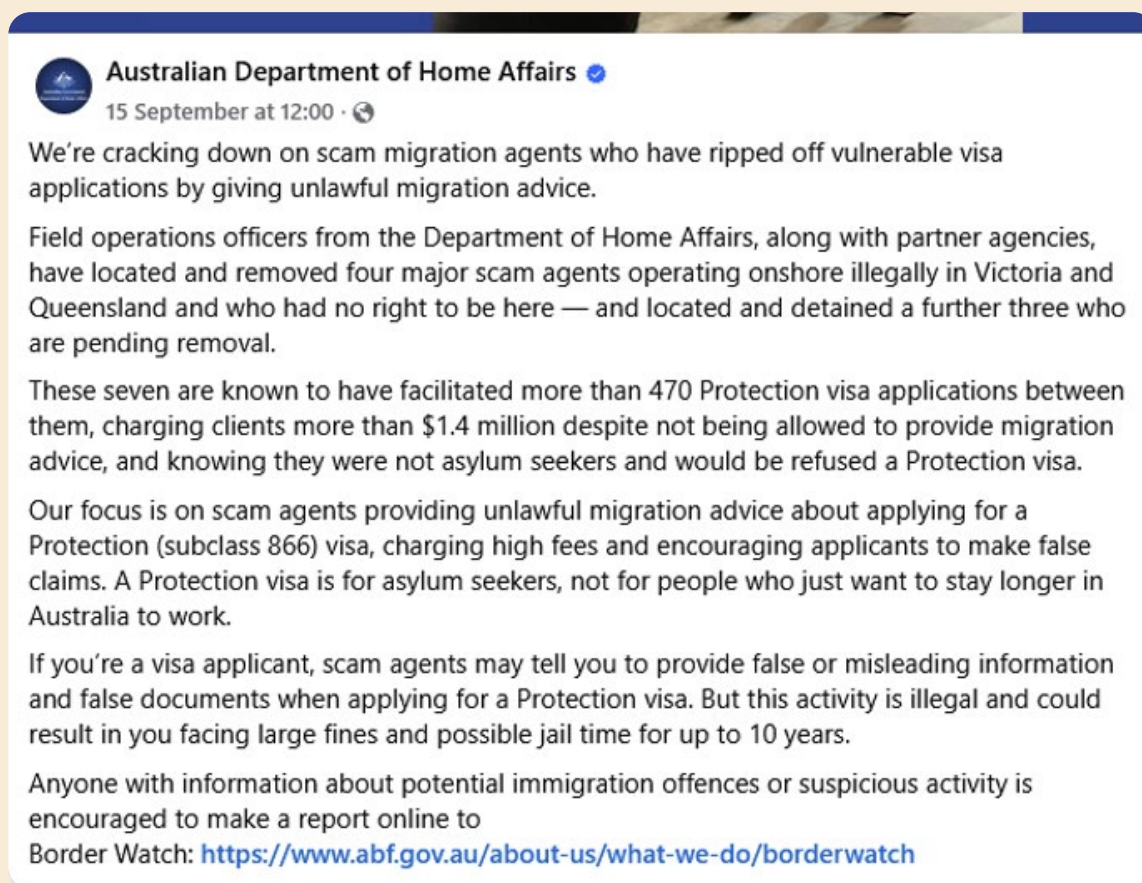 Australian Department of Home Affairs
15 September at 12:00 ·
We're cracking down on scam migration agents who have ripped off vulnerable visa
applications by giving unlawful migration advice.
Field operations officers from the Department of Home Affairs, along with partner agencies,
have located and removed four major scam agents operating onshore illegally in Victoria and
Queensland and who had no right to be here — and located and detained a further three who
are pending removal.
These seven are known to have facilitated more than 470 Protection visa applications between
them, charging clients more than $1.4 million despite not being allowed to provide migration
advice, and knowing they were not asylum seekers and would be refused a Protection visa.
Our focus is on scam agents providing unlawful migration advice about applying for a
Protection (subclass 866) visa, charging high fees and encouraging applicants to make false
claims. A Protection visa is for asylum seekers, not for people who just want to stay longer in
Australia to work.
If you're a visa applicant, scam agents may tell you to provide false or misleading information
and false documents when applying for a Protection visa. But this activity is illegal and could
result in you facing large fines and possible jail time for up to 10 years.
Anyone with information about potential immigration offences or suspicious activity is
encouraged to make a report online to
Border Watch: https://www.abf.gov.au/about-us/what-we-do/borderwatch